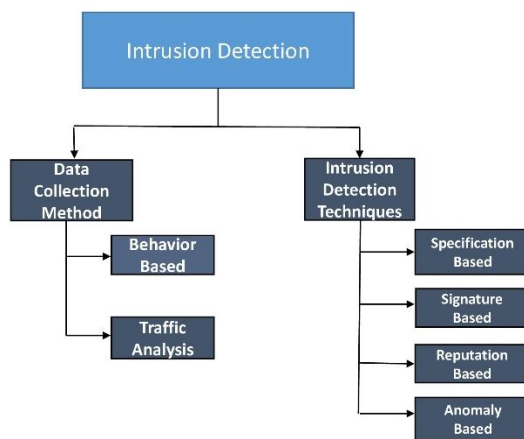 Intrusion Detection
Data
Collection
Method
Behavior
Based
Traffic
Analysis
Intrusion
Detection
Techniques
Specification
Based
Signature
Based
Reputation
Based
Anomaly
Based